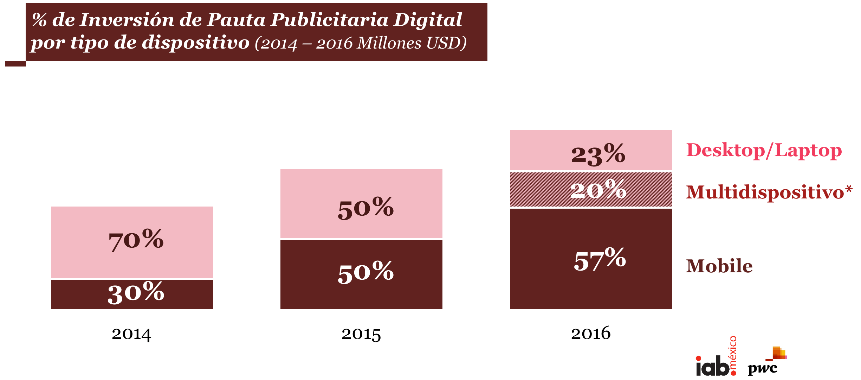 % de Inversión de Pauta Publicitaria Digital
por tipo de dispositivo (2014 – 2016 Millones USD)
23%
Desktop/Laptop
20%
Multidispositivo*
50%
70%
57%
Mobile
50%
30%
2014
2015
2016
iab.méxico
pwc